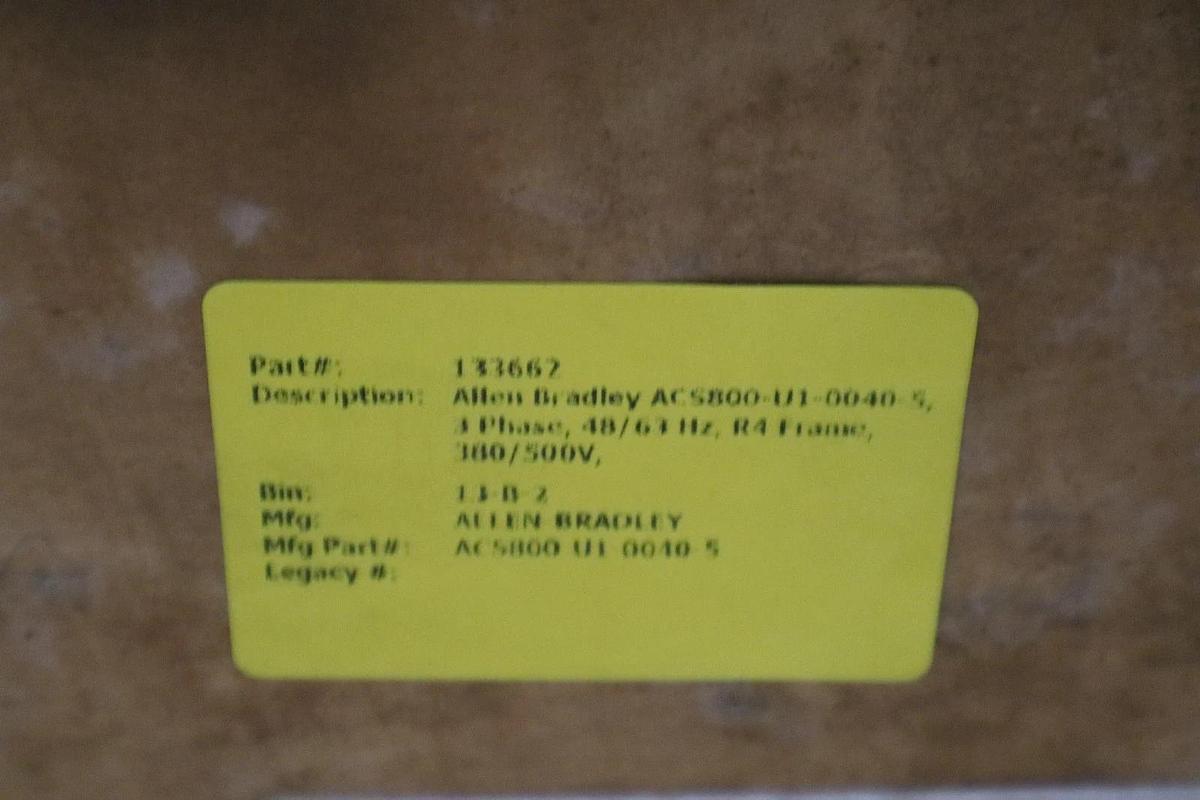 Part#: 133662
Description: Allen Bradley ACS800-U1-0040-5,
3 Phase, 48/63 Hz, R4 Frame,
380/500V,
Bin: 13-B-2
Mfg: ALLEN BRADLEY
Mfg Part#: ACS800-U1-0040-5
Legacy #: